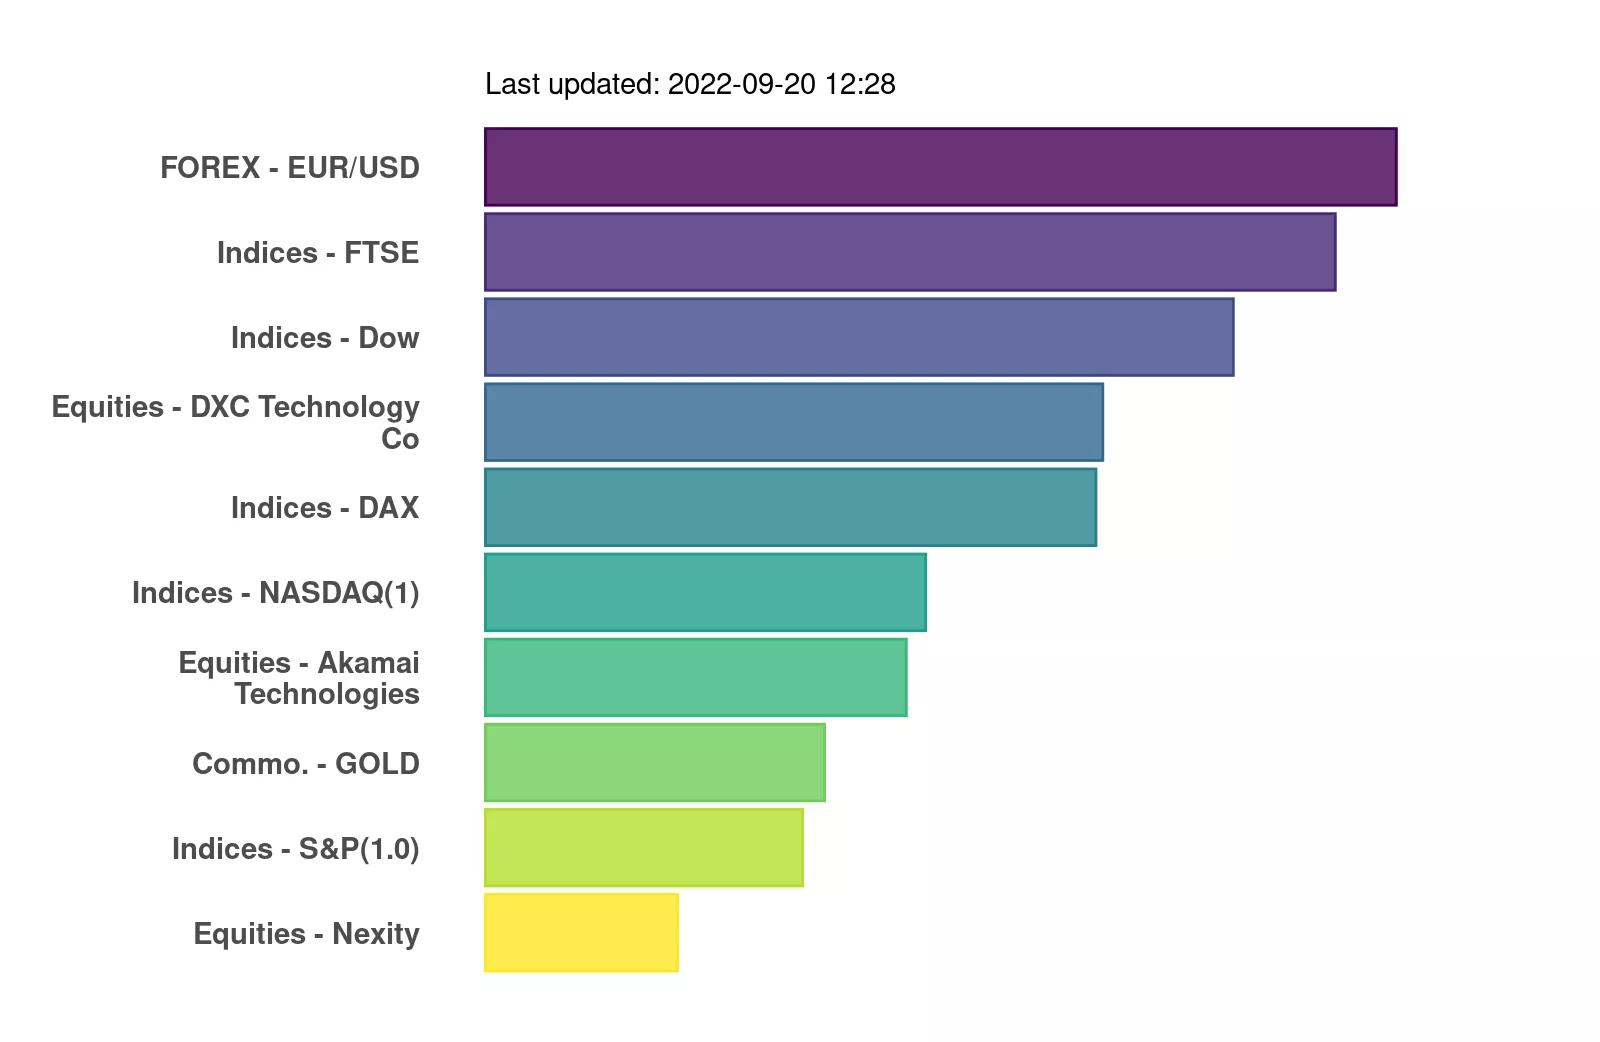 Last updated: 2022-09-20 12:28
FOREX - EUR/USD
Indices - FTSE
Indices - Dow
Equities - DXC Technology
Co
Indices - DAX
Indices - NASDAQ(1)
Equities - Akamai
Technologies
Commo. - GOLD
Indices - S&P(1.0)
Equities - Nexity